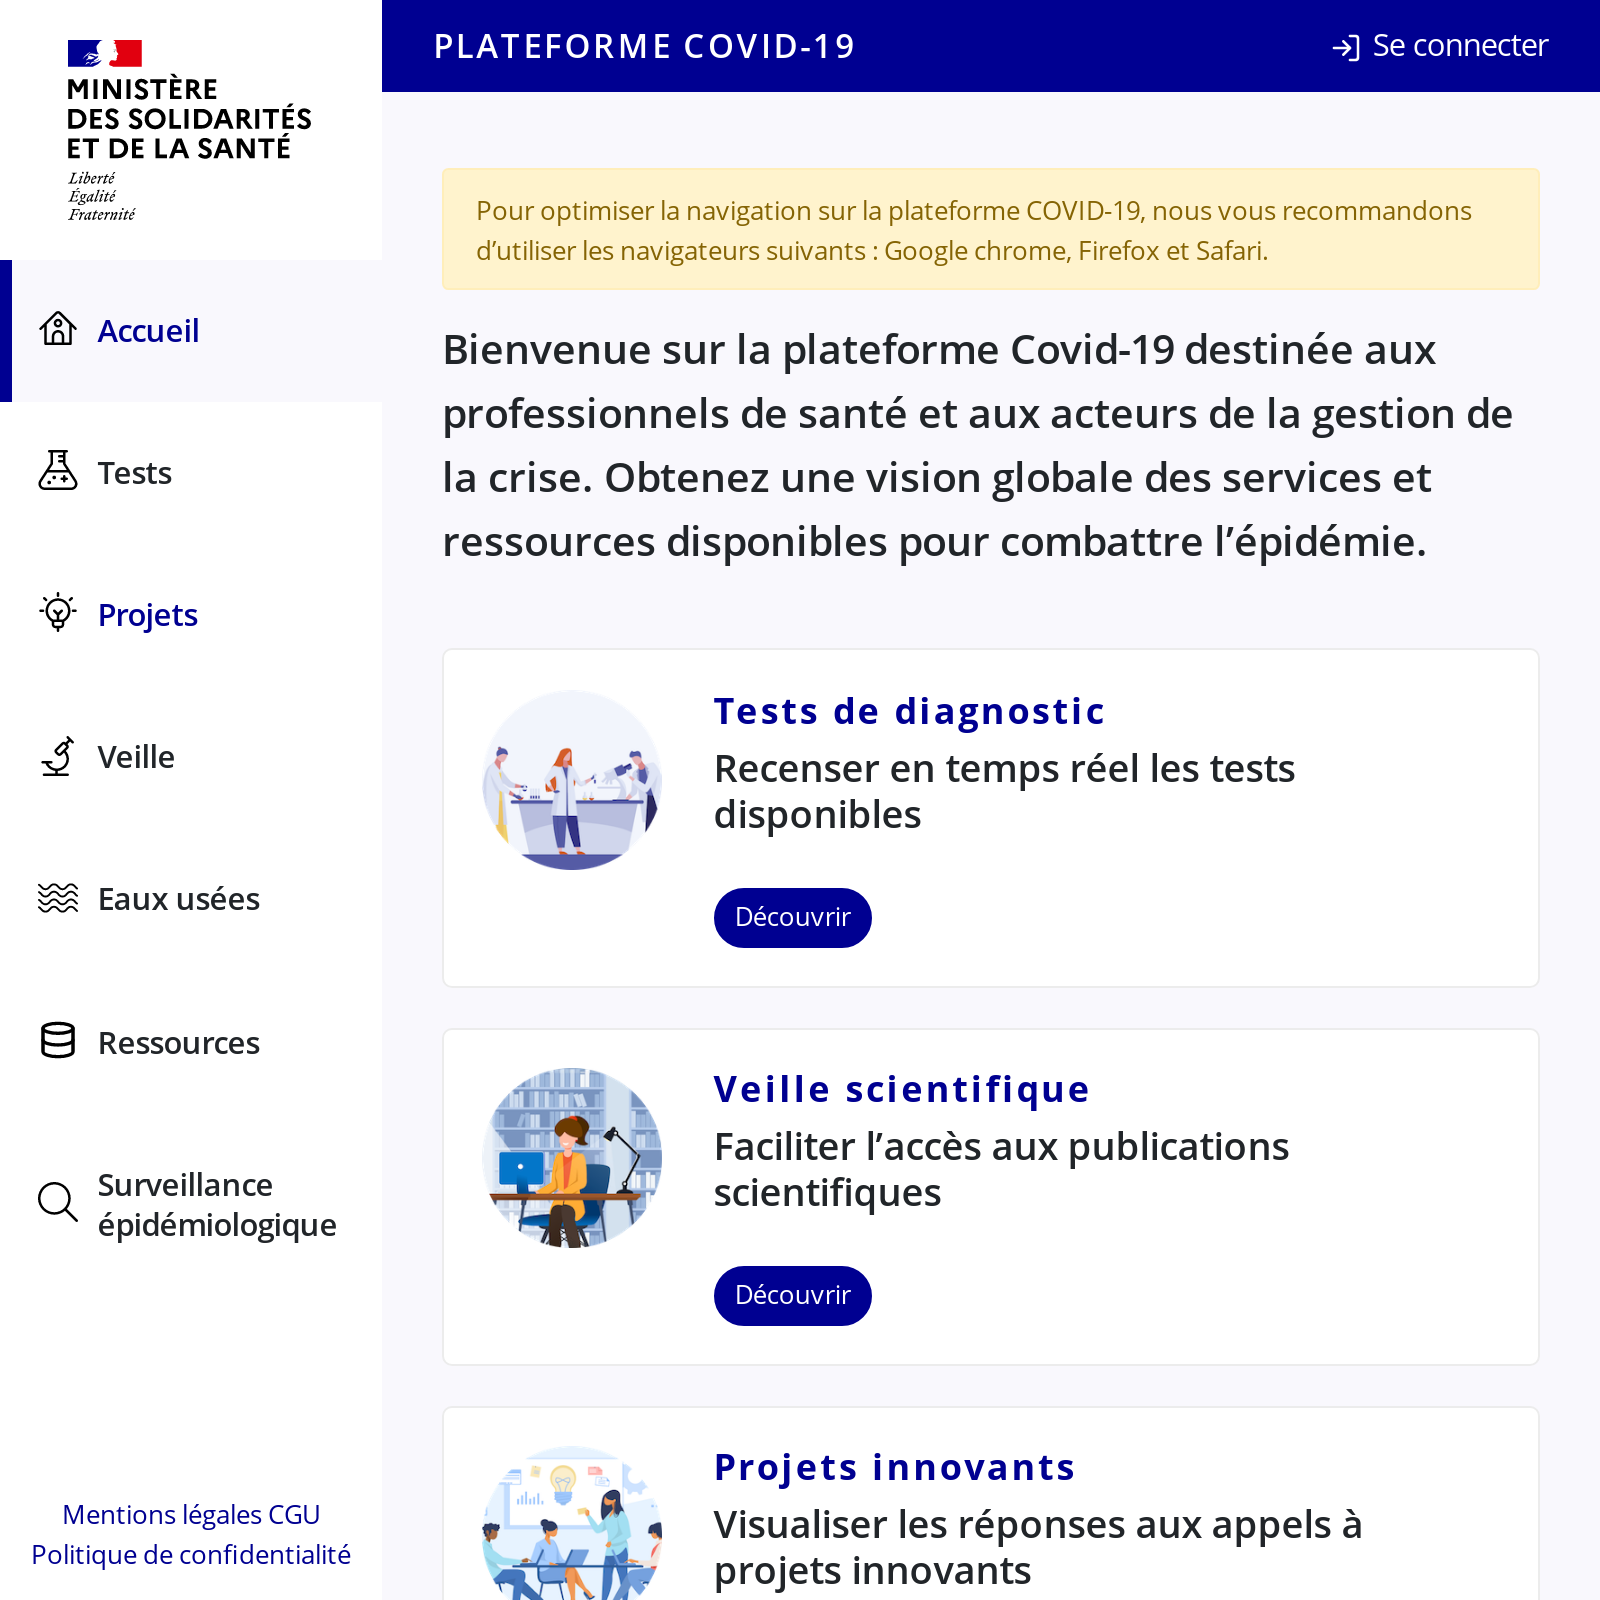 MINISTÈRE
DES SOLIDARITÉS
ET DE LA SANTÉ
Liberté
Égalité
Fraternité
Accueil
Tests
Projets
Veille
Eaux usées
Ressources
Surveillance
épidémiologique
Mentions légales CGU
Politique de confidentialité
PLATEFORME COVID-19
Se connecter
Pour optimiser la navigation sur la plateforme COVID-19, nous vous recommandons
d’utiliser les navigateurs suivants : Google chrome, Firefox et Safari.
Bienvenue sur la plateforme Covid-19 destinée aux
professionnels de santé et aux acteurs de la gestion de
la crise. Obtenez une vision globale des services et
ressources disponibles pour combattre l’épidémie.
Tests de diagnostic
Recenser en temps réel les tests
disponibles
Découvrir
Veille scientifique
Faciliter l’accès aux publications
scientifiques
Découvrir
Projets innovants
Visualiser les réponses aux appels à
projets innovants